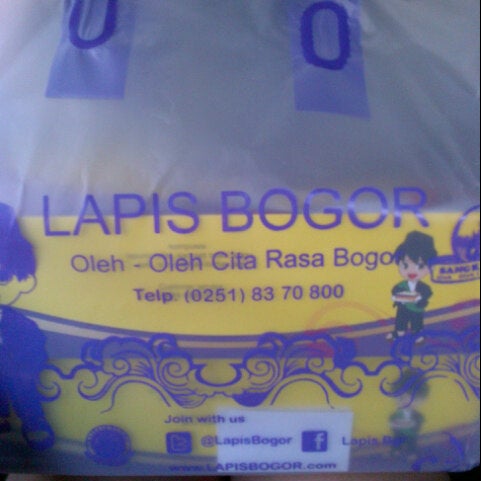 LAPIS BOGOR
Oleh - Oleh Cita Rasa Bogor
Telp. (0251) 83 70 800
Join with us
@LapisBogor
Lapis
www.LAPISBOGOR.com